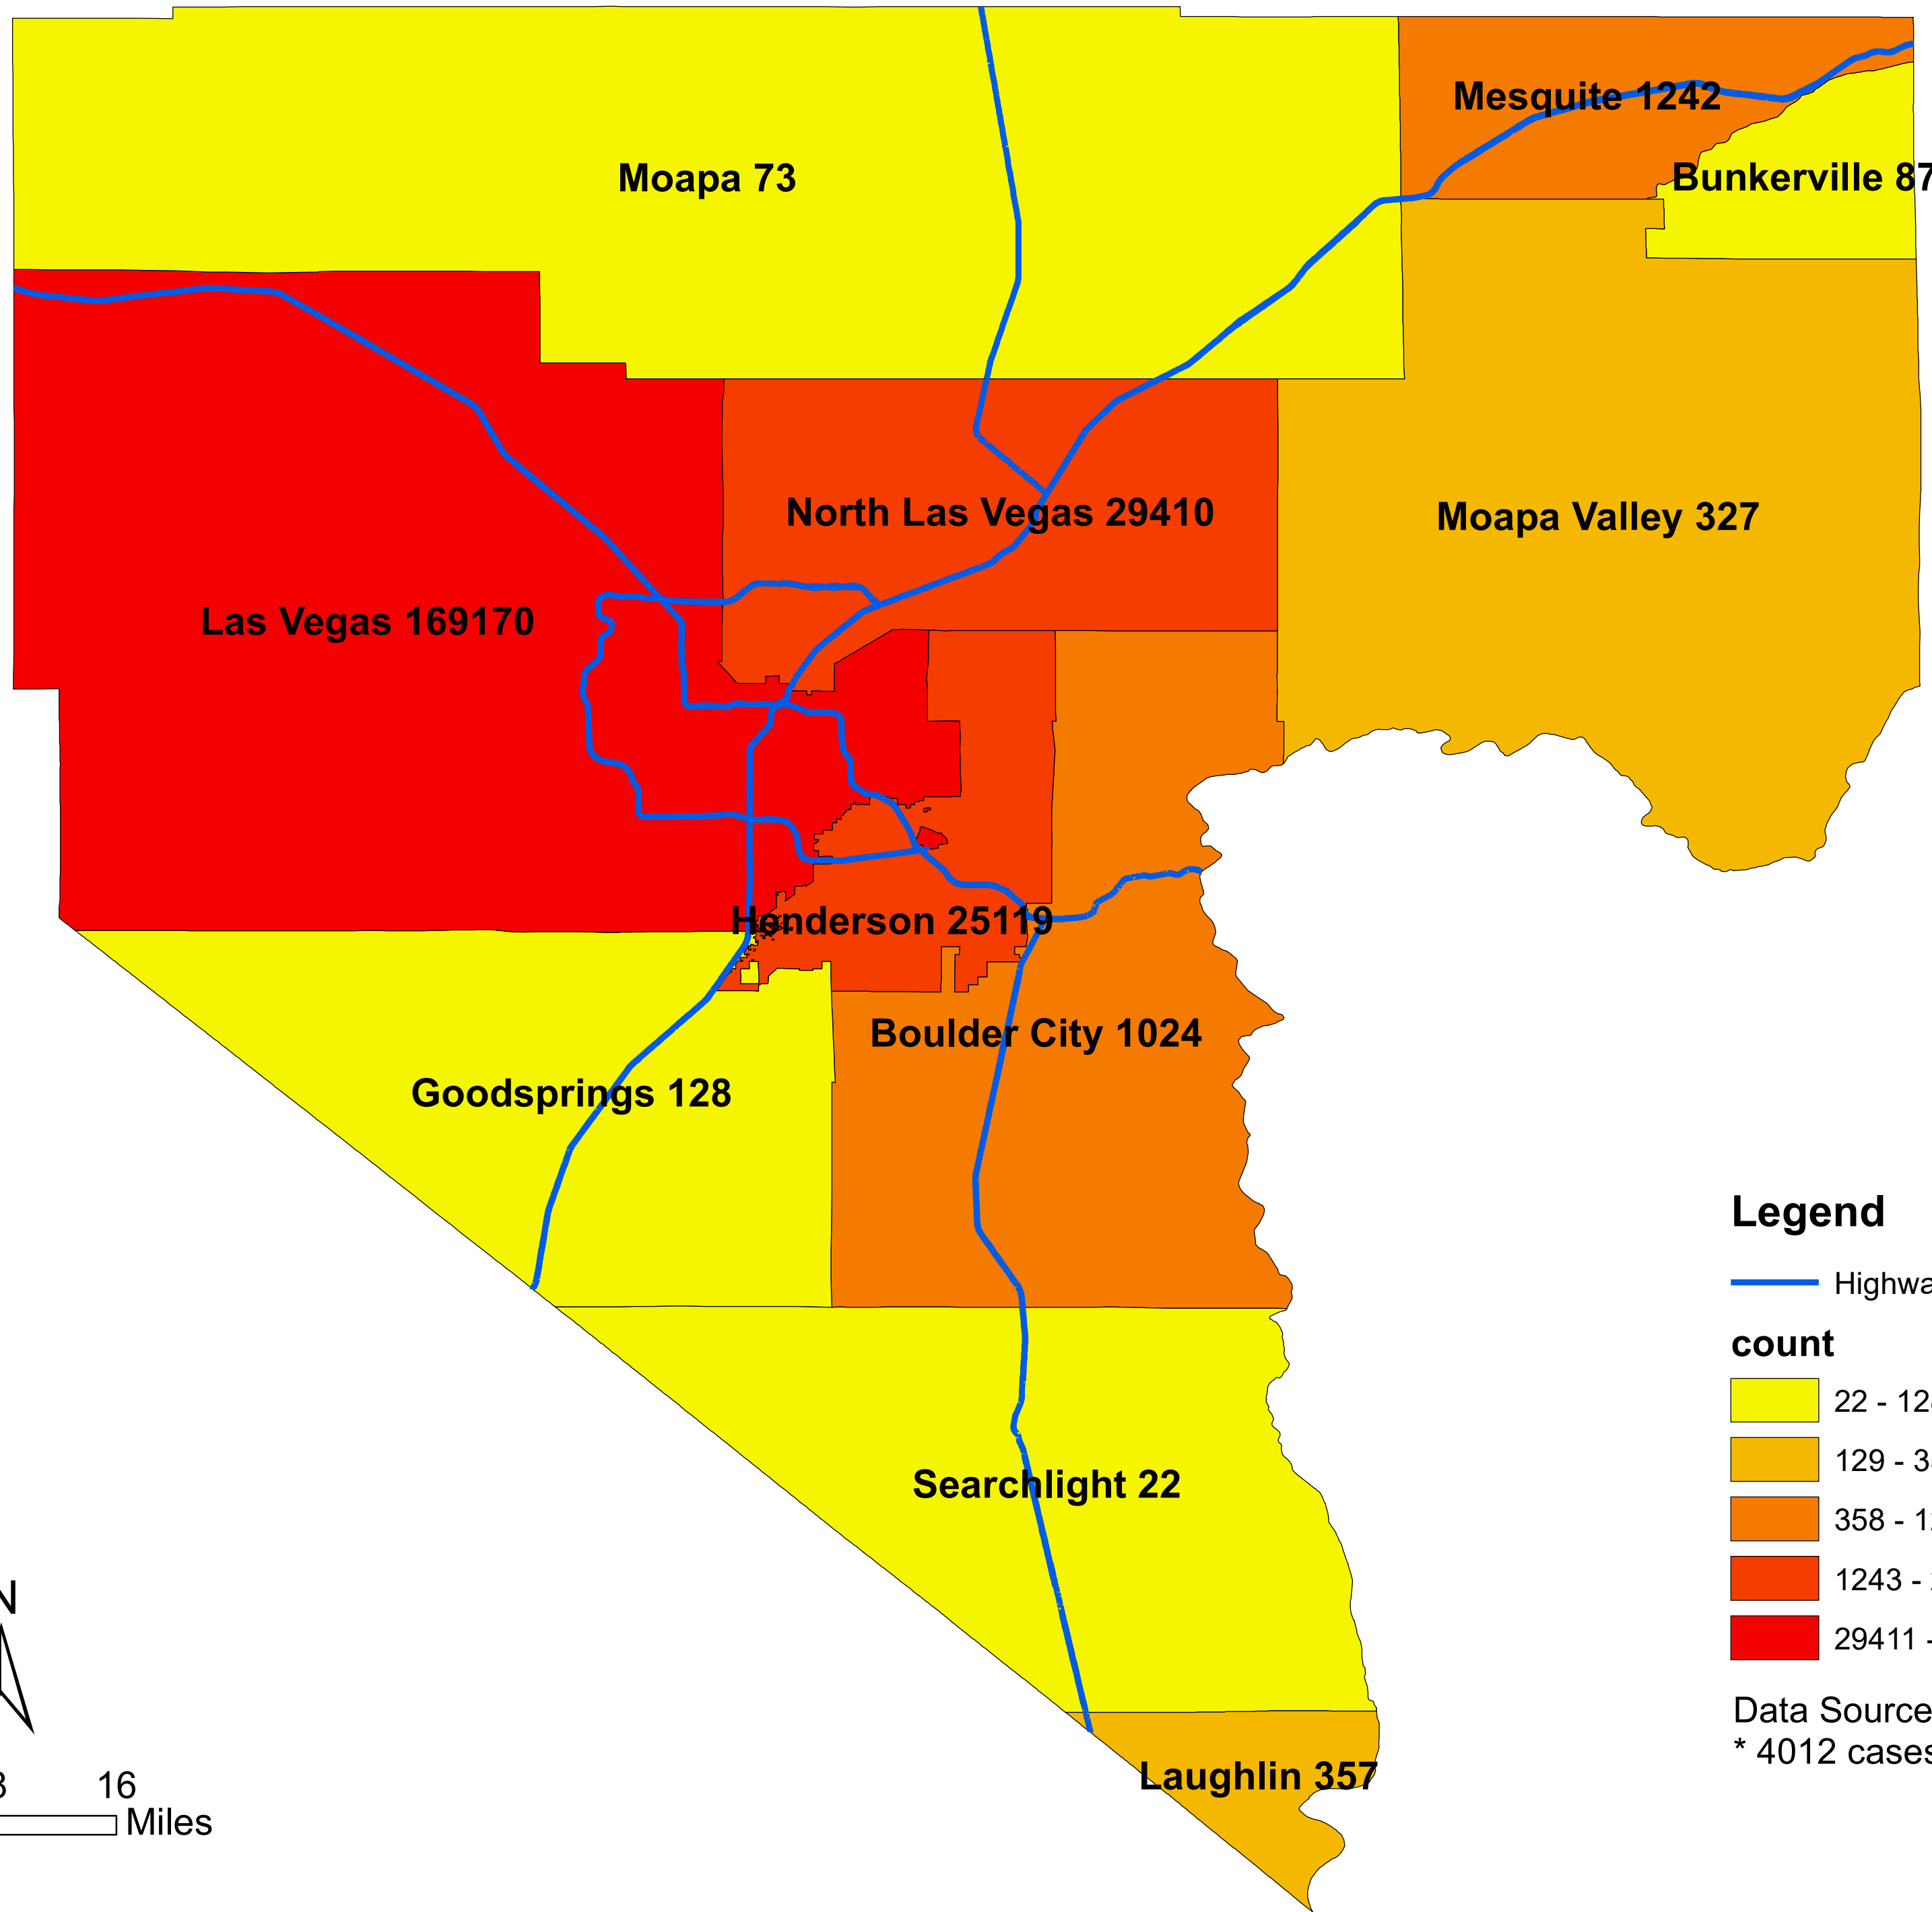 Mesquite 1242
Moapa 73
Bunkerville 87
North Las Vegas 29410
Moapa Valley 327
Las Vegas 169170
Henderson 25119
Boulder City 1024
Goodsprings 128
Legend
count
22 - 
129 - 
Searchlight 22
358 - 
1243 - 
N
29411 -
Data Source
* 4012 cases
Laughlin 357
16
Miles